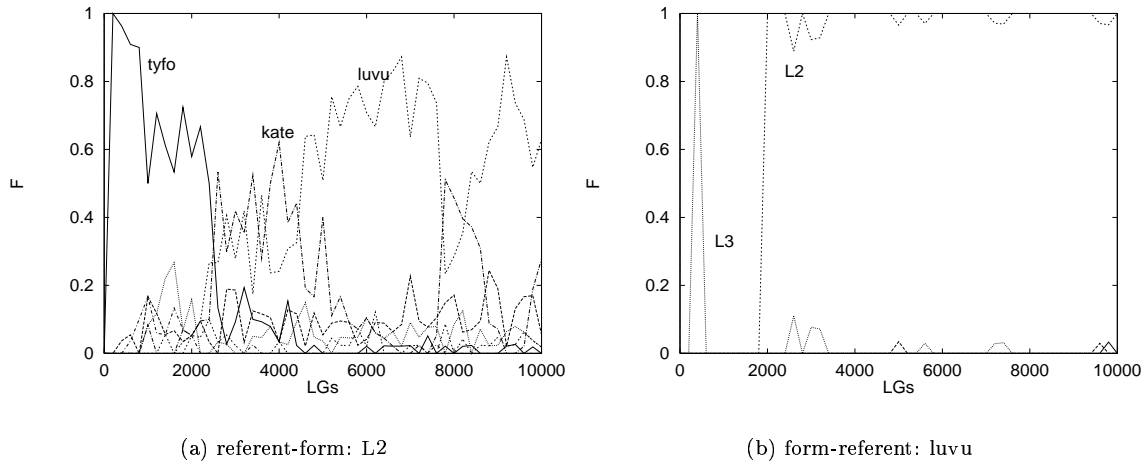 1
0.8
0.6
0.4
0.2
0
F
tyfo
kate
luvu
0
2000
4000
6000
8000
10000
LGs
(a) referent-form: L2
1
0.8
0.6
0.4
0.2
0
F
L3
L2
0
2000
4000
6000
8000
10000
LGs
(b) form-referent: luvu